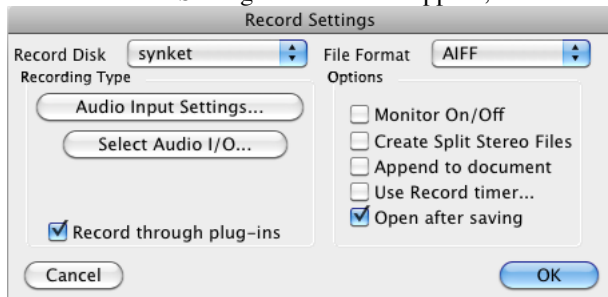 Record Settings
Record Disk synket File Format AIFF
Recording Type Options
Audio Input Settings...
Monitor On/Off
Select Audio I/O...
Create Split Stereo Files
Append to document
Use Record timer...
Record through plug-ins
Open after saving
Cancel OK